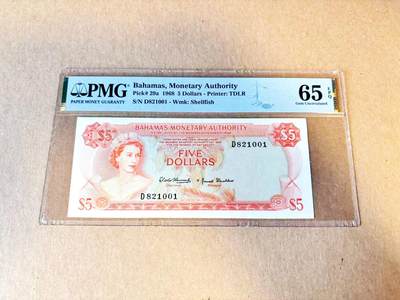 PMG
PAPER MONEY GUARANTY
Bahamas, Monetary Authority
Pick# 29a 1968 5 Dollars - Printer: TDLR
S/N D821001 - Wmk: Shellfish
65 EPQ
Gem Uncirculated
BAHAMAS MONETARY AUTHORITY
$5
$5
D821001
FIVE
DOLLARS
D821001
$5
$5